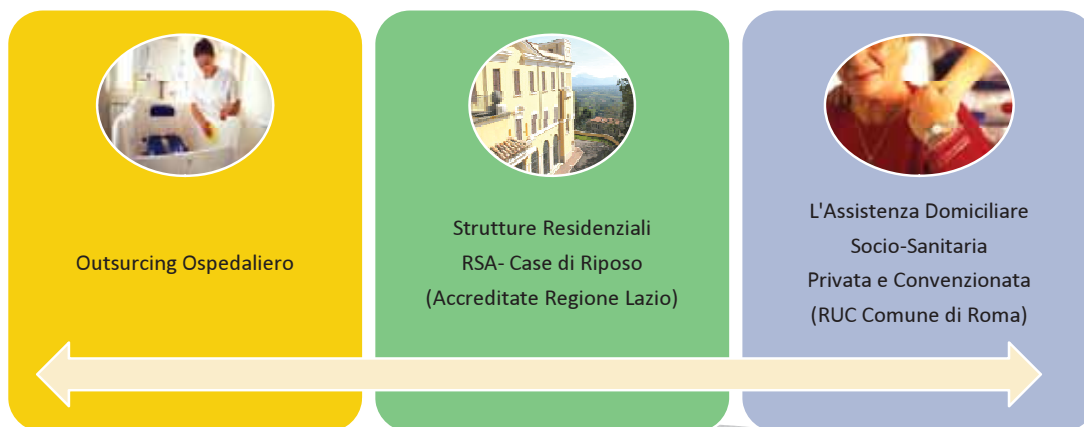 Outsurcing Ospedaliero
Strutture Residenziali
RSA- Case di Riposo
(Accreditate Regione Lazio)
L'Assistenza Domiciliare
Socio-Sanitaria
Privata e Convenzionata
(RUC Comune di Roma)